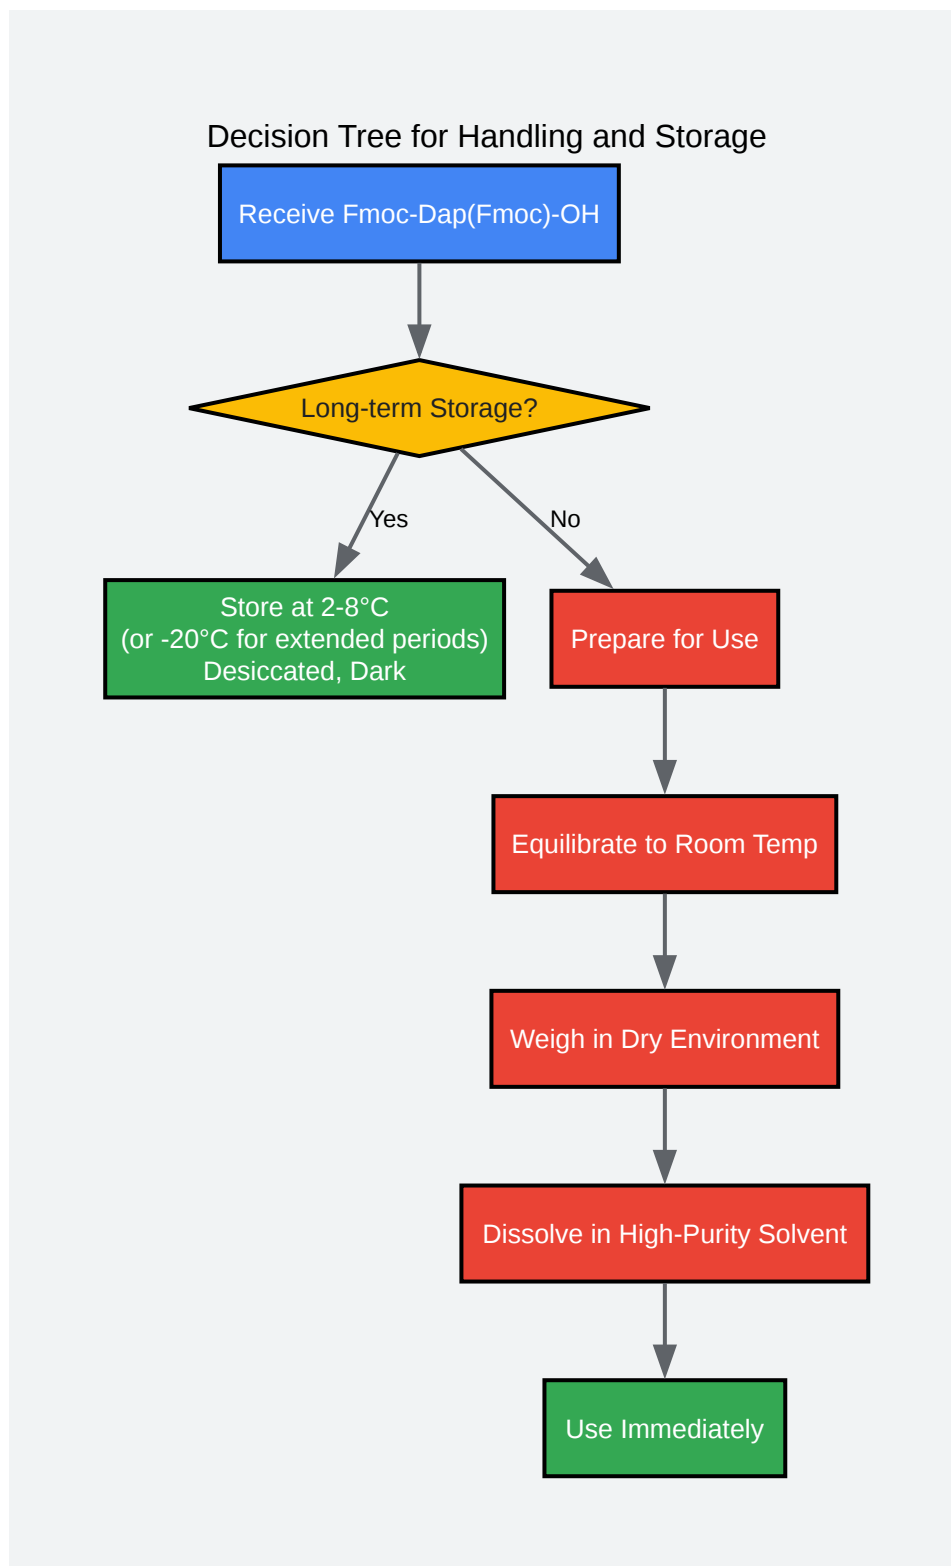 Decision Tree for Handling and Storage
Receive Fmoc-Dap(Fmoc)-OH
Long-term Storage?
Yes
No
Store at 2-8°C
(or -20°C for extended periods)
Desiccated, Dark
Prepare for Use
Equilibrate to Room Temp
Weigh in Dry Environment
Dissolve in High-Purity Solvent
Use Immediately